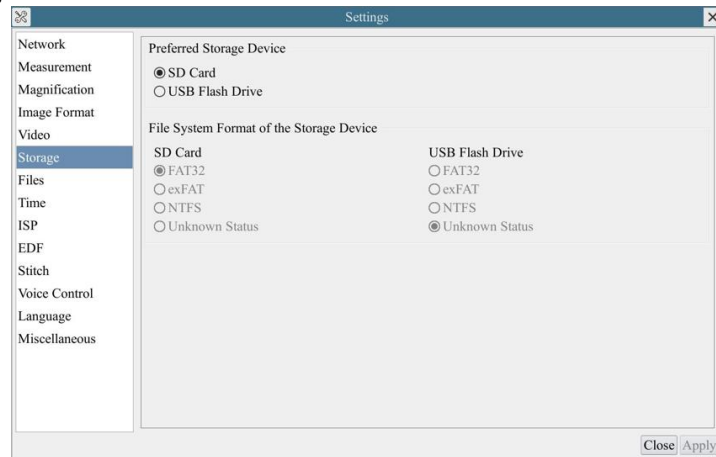 Settings
Network
Measurement
Magnification
Image Format
Video
Storage
Files
Time
ISP
EDF
Stitch
Voice Control
Language
Miscellaneous
Preferred Storage Device
SD Card
USB Flash Drive
File System Format of the Storage Device
SD Card
FAT32
exFAT
NTFS
Unknown Status
USB Flash Drive
FAT32
exFAT
NTFS
Unknown Status
Close Apply